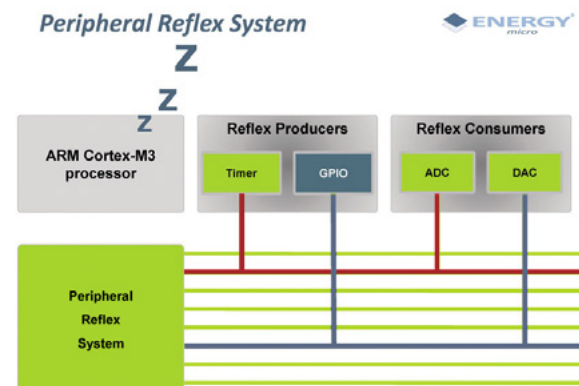 Peripheral Reflex System
ENERGY
micro
Z
Z
Z
ARM Cortex-M3
processor
Reflex Producers
Timer
GPIO
Reflex Consumers
ADC
DAC
Peripheral
Reflex
System